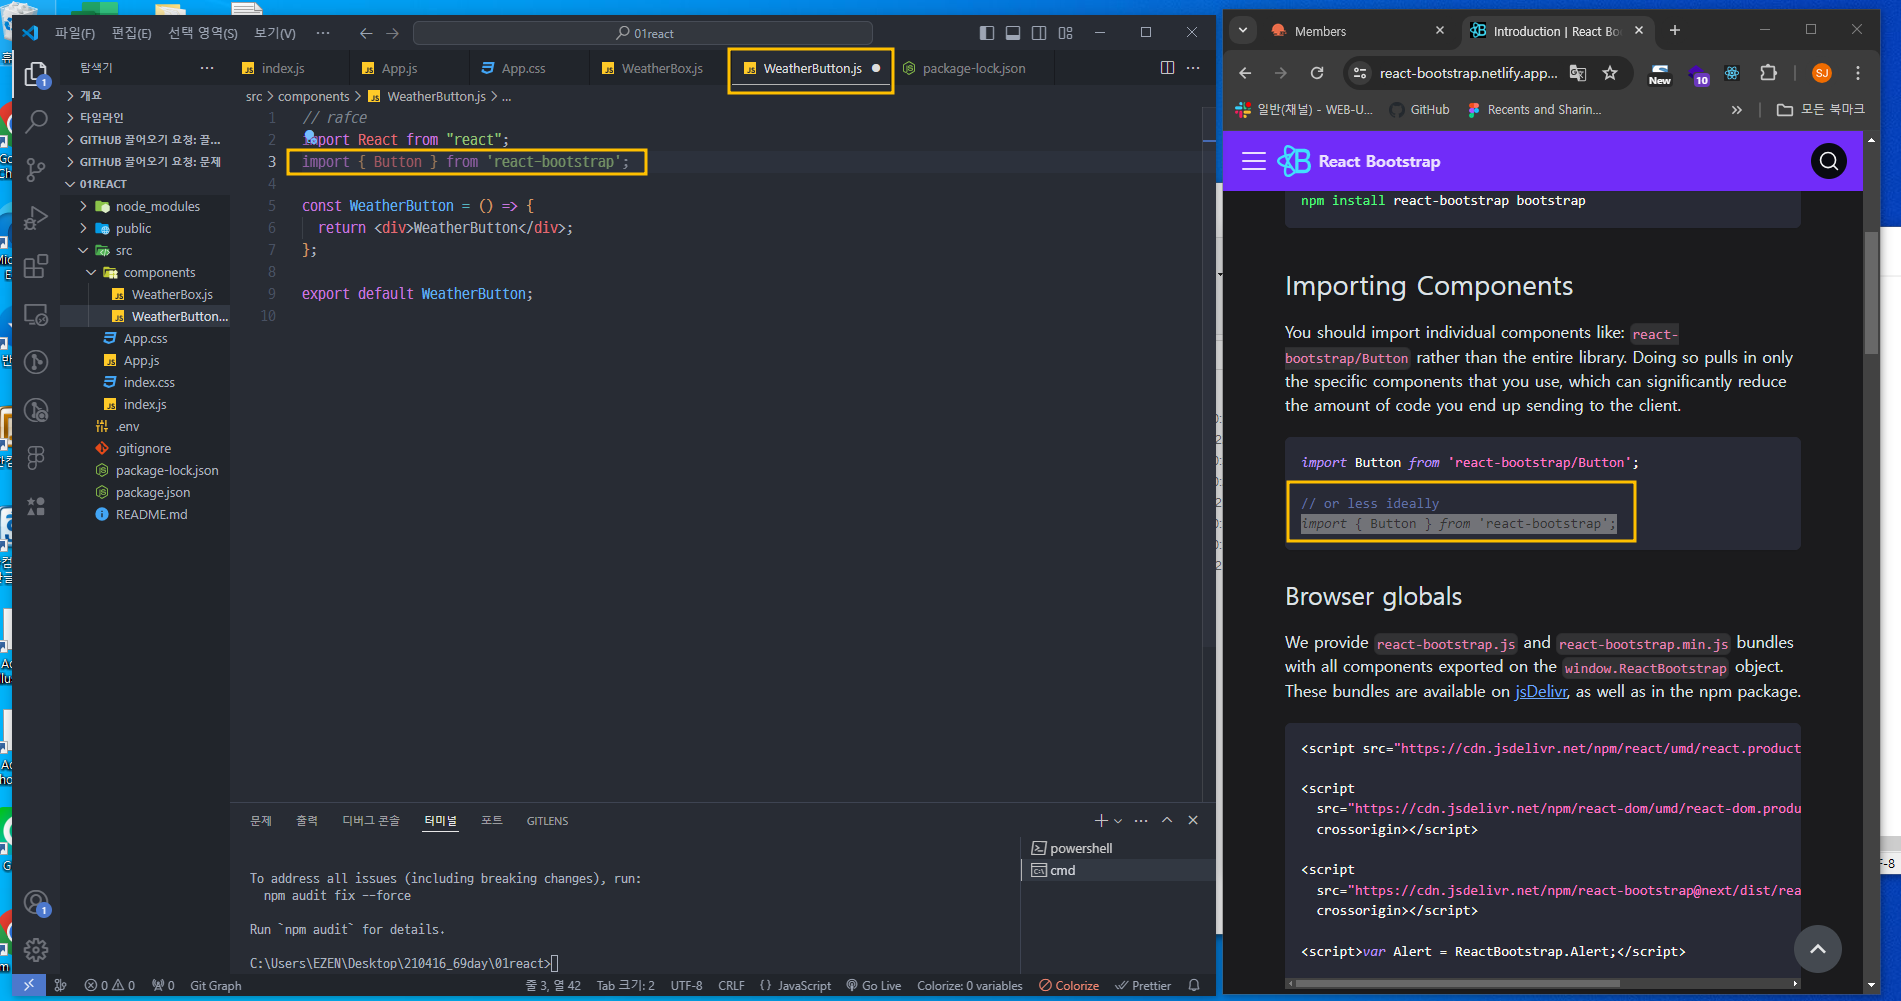 파일(F) 편집(E) 선택 영역(S) 보기(V) ···
01react
탐색기
index.js
App.js
App.css
WeatherBox.js
WeatherButton.js
package-lock.json
개요
타임라인
GITHUB 끌어오기 요청: 끌...
GITHUB 끌어오기 요청: 문제
01REACT
node_modules
public
src
components
WeatherBox.js
WeatherButton...
App.css
App.js
index.css
index.js
.env
.gitignore
package-lock.json
package.json
README.md
1
1
src > components > WeatherButton.js > ...
1 // rafce
2 import React from "react";
3 import { Button } from 'react-bootstrap';
4
5 const WeatherButton = () => {
6 return <div>WeatherButton</div>;
7 };
8
9 export default WeatherButton;
10
문제 출력 디버그 콘솔 터미널 포트 GITLENS
powershell
cmd
To address all issues (including breaking changes), run:
npm audit fix --force
Run `npm audit` for details.
C:\Users\EZEN\Desktop\210416_69day\01react>
0 0 0 Git Graph 줄 3, 열 42 Tab 크기: 2 UTF-8 CRLF {} JavaScript Go Live Colorize: 0 variables Colorize Prettier
Members
Introduction | React Bo
react-bootstrap.netlify.app...
New
10
SJ
일반(채널) - WEB-U... GitHub Recents and Sharin... » 모든 북마크
React Bootstrap
npm install react-bootstrap bootstrap
Importing Components
You should import individual components like: react-
bootstrap/Button rather than the entire library. Doing so pulls in only
the specific components that you use, which can significantly reduce
the amount of code you end up sending to the client.
import Button from 'react-bootstrap/Button';
// or less ideally
import { Button } from 'react-bootstrap';
Browser globals
We provide react-bootstrap.js and react-bootstrap.min.js bundles
with all components exported on the window.ReactBootstrap object.
These bundles are available on jsDelivr, as well as in the npm package.
<script src="https://cdn.jsdelivr.net/npm/react/umd/react.product
<script
src="https://cdn.jsdelivr.net/npm/react-dom/umd/react-dom.produ
crossorigin></script>
<script
src="https://cdn.jsdelivr.net/npm/react-bootstrap@next/dist/rea
crossorigin></script>
<script>var Alert = ReactBootstrap.Alert;</script>